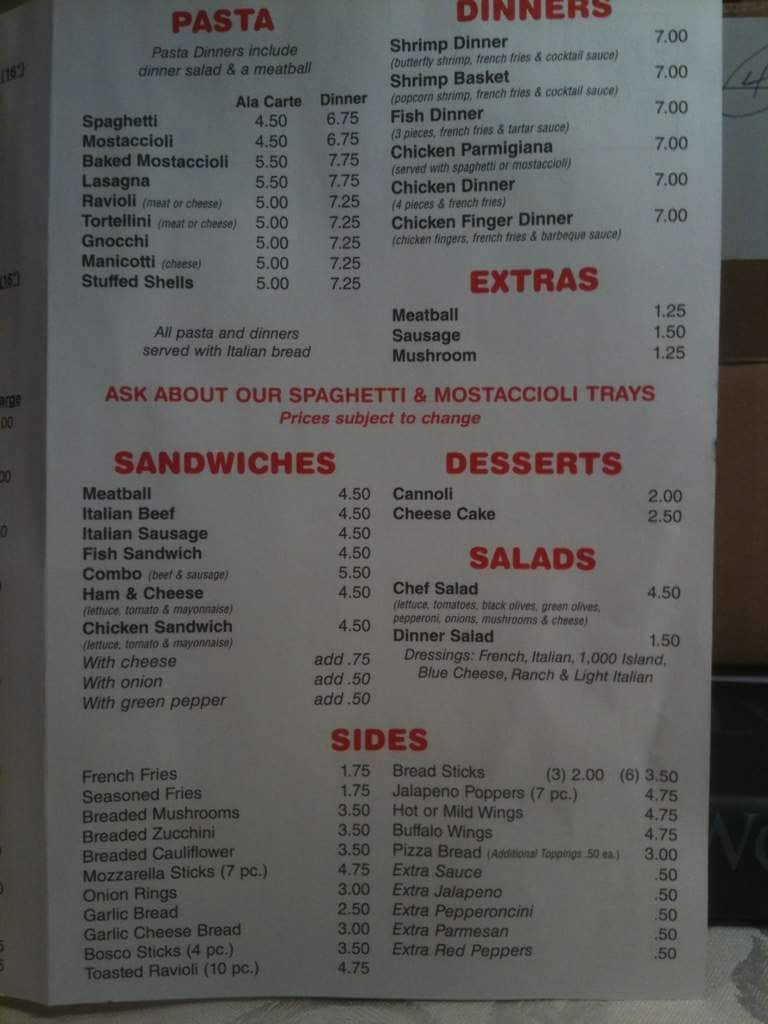 PASTA
Pasta Dinners include
dinner salad & a meatball
Ala Carte Dinner
Spaghetti 4.50 6.75
Mostaccioli 4.50 6.75
Baked Mostaccioli 5.50 7.75
Lasagna 5.50 7.75
Ravioli (meat or cheese) 5.00 7.25
Tortellini (meat or cheese) 5.00 7.25
Gnocchi 5.00 7.25
Manicotti (cheese) 5.00 7.25
Stuffed Shells 5.00 7.25
All pasta and dinners
served with Italian bread
DINNERS
Shrimp Dinner 7.00
(butterfly shrimp, french fries & cocktail sauce)
Shrimp Basket 7.00
(popcorn shrimp, french fries & cocktail sauce)
Fish Dinner 7.00
(3 pieces, french fries & tartar sauce)
Chicken Parmigiana 7.00
(served with spaghetti or mostaccioli)
Chicken Dinner 7.00
(4 pieces & french fries)
Chicken Finger Dinner 7.00
(chicken fingers, french fries & barbeque sauce)
EXTRAS
Meatball 1.25
Sausage 1.50
Mushroom 1.25
ASK ABOUT OUR SPAGHETTI & MOSTACCIOLI TRAYS
Prices subject to change
SANDWICHES
Meatball 4.50
Italian Beef 4.50
Italian Sausage 4.50
Fish Sandwich 4.50
Combo (beef & sausage) 5.50
Ham & Cheese 4.50
(lettuce, tomato & mayonnaise)
Chicken Sandwich 4.50
(lettuce, tomato & mayonnaise)
With cheese add .75
With onion add .50
With green pepper add .50
DESSERTS
Cannoli 2.00
Cheese Cake 2.50
SALADS
Chef Salad 4.50
(lettuce, tomatoes, black olives, green olives,
pepperoni, onions, mushrooms & cheese)
Dinner Salad 1.50
Dressings: French, Italian, 1,000 Island,
Blue Cheese, Ranch & Light Italian
SIDES
French Fries 1.75
Seasoned Fries 1.75
Breaded Mushrooms 3.50
Breaded Zucchini 3.50
Breaded Cauliflower 3.50
Mozzarella Sticks (7 pc.) 4.75
Onion Rings 3.00
Garlic Bread 2.50
Garlic Cheese Bread 3.00
Bosco Sticks (4 pc.) 3.50
Toasted Ravioli (10 pc.) 4.75
Bread Sticks (3) 2.00 (6) 3.50
Jalapeno Poppers (7 pc.) 4.75
Hot or Mild Wings 4.75
Buffalo Wings 4.75
Pizza Bread (Additional Toppings .50 ea.) 3.00
Extra Sauce .50
Extra Jalapeno .50
Extra Pepperoncini .50
Extra Parmesan .50
Extra Red Peppers .50